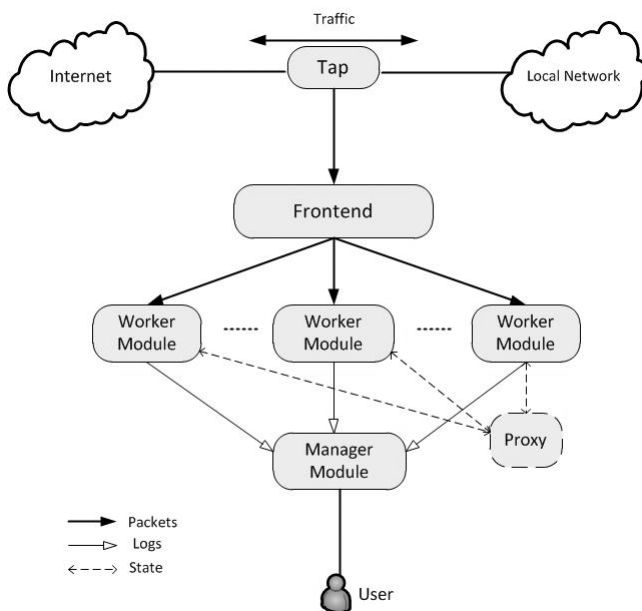 Traffic
Internet
Tap
Local Network
Frontend
Worker
Module
Worker
Module
Worker
Module
Proxy
Manager
Module
Packets
Logs
State
User